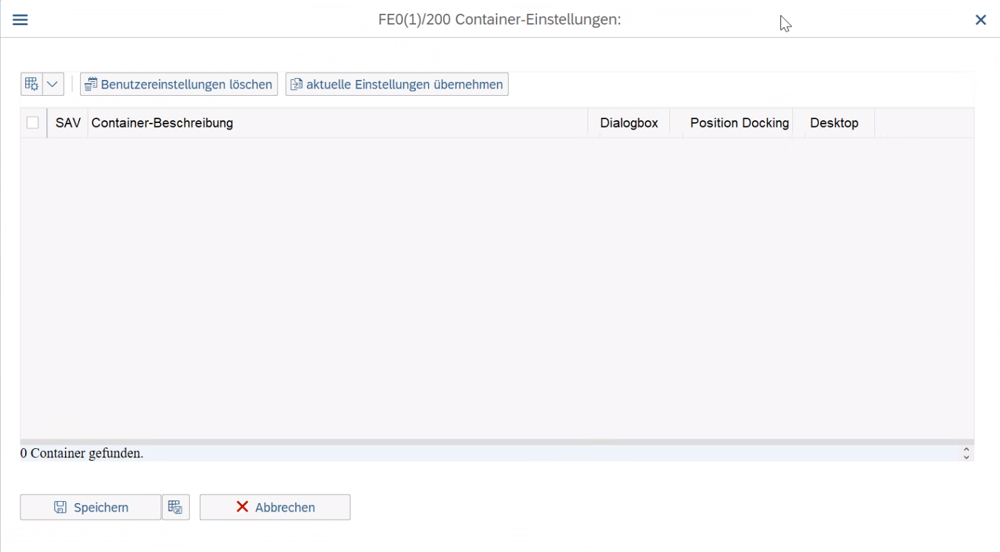 FE0(1)/200 Container-Einstellungen:
Benutzereinstellungen löschen aktuelle Einstellungen übernehmen
SAV Container-Beschreibung Dialogbox Position Docking Desktop
0 Container gefunden.
Speichern Abbrechen